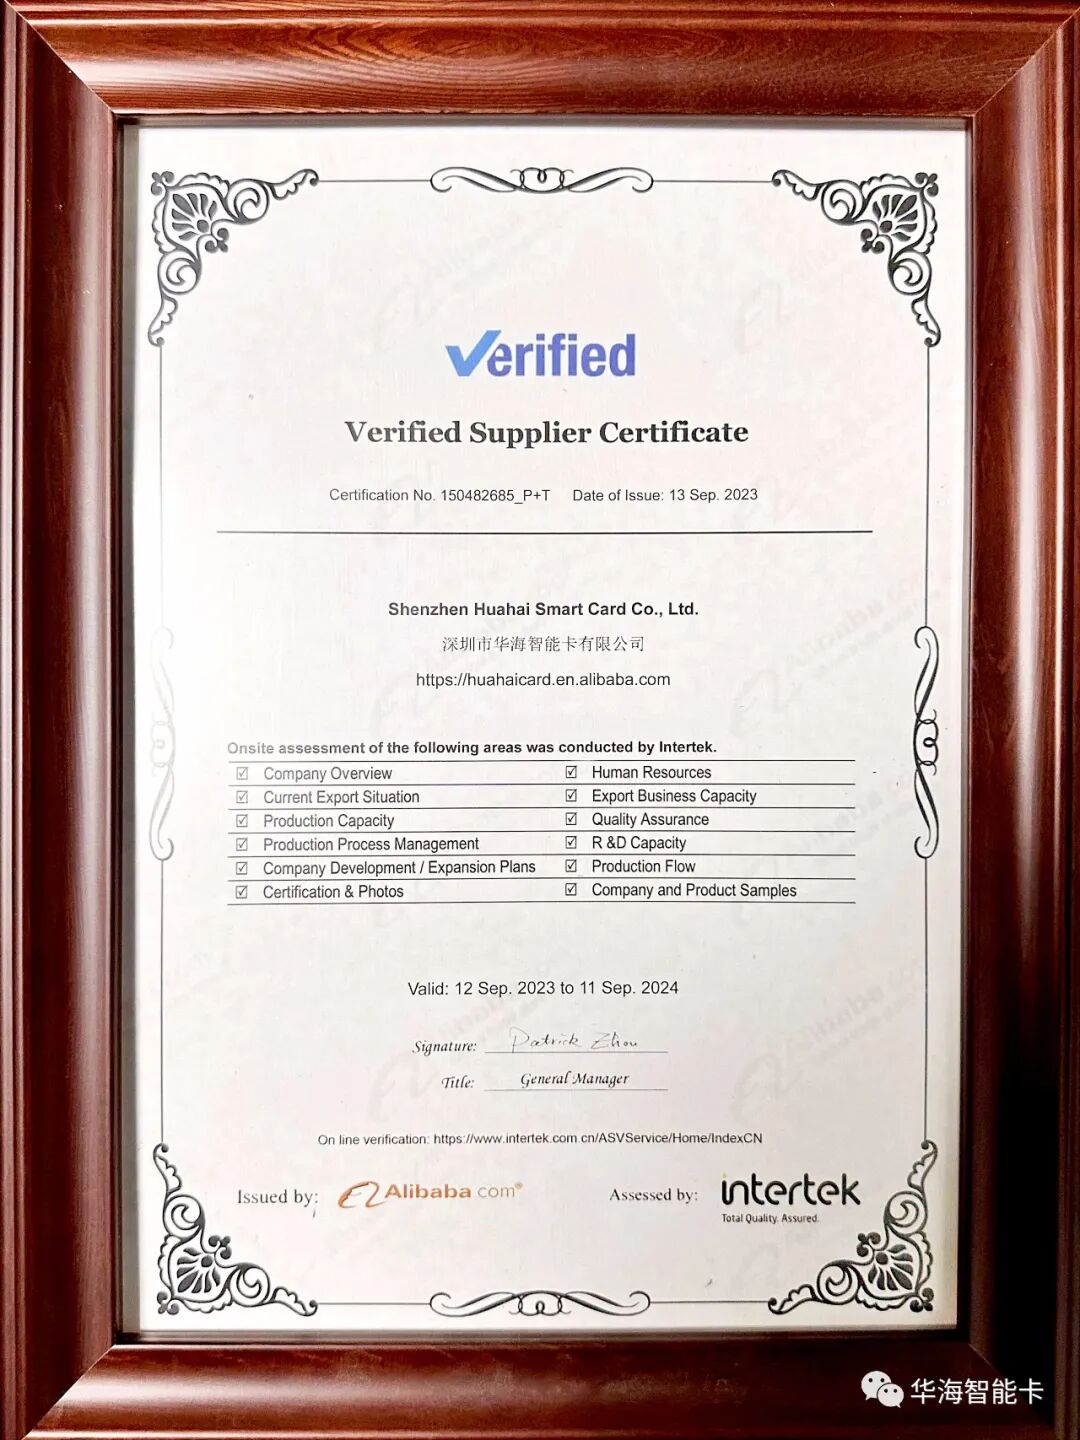 Verified
Verified Supplier Certificate
Certification No. 150482685_P+T Date of Issue: 13 Sep. 2023
Shenzhen Huahai Smart Card Co., Ltd.
深圳市华海智能卡有限公司
https://huahaicard.en.alibaba.com
Onsite assessment of the following areas was conducted by Intertek.
☑ Company Overview ☑ Human Resources
☑ Current Export Situation ☑ Export Business Capacity
☑ Production Capacity ☑ Quality Assurance
☑ Production Process Management ☑ R &D Capacity
☑ Company Development / Expansion Plans ☑ Production Flow
☑ Certification & Photos ☑ Company and Product Samples
Valid: 12 Sep. 2023 to 11 Sep. 2024
Signature: Patrick Zhou
Title: General Manager
On line verification: https://www.intertek.com.cn/ASVService/Home/IndexCN
Issued by: Alibaba.com® Assessed by: intertek
Total Quality. Assured.
华海智能卡